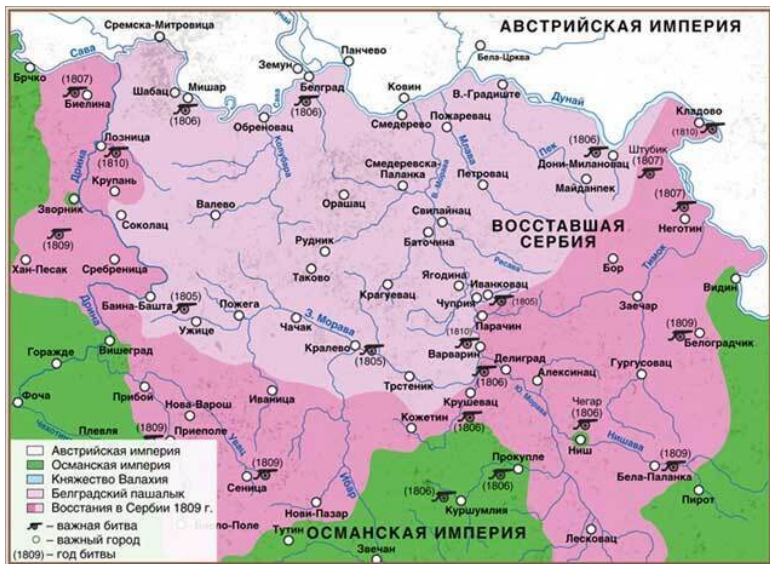 АВСТРИЙСКАЯ ИМПЕРИЯ
Сремска-Митровица
Сава
Брчко
(1807)
Биелина
Шабац
Мишар
(1806)
Земун
Белград
(1806)
Панчево
Бела-Црква
Ковин
В.-Градиште
Дунай
Кладово
(1810)
Обреновац
Сава
Смедерево
Пожаревац
Лозница
(1810)
Дрина
Колубара
Млава
Пек
(1806)
Дони-Милановац
Штубик
(1807)
Крупань
Смедеревска-
Паланка
В. Морава
Петровац
Майданпек
(1807)
Зворник
Соколац
Валево
Орашац
Свилайнац
Неготин
(1809)
Баточина
ВОССТАВШАЯ
СЕРБИЯ
Рудник
Ресава
Хан-Песак
Сребреница
Таково
Бор
Тимок
Видин
Дрина
Баина-Башта
(1805)
Ужице
Пожега
Крагуевац
Ягодина
Иванковац
(1805)
Чуприя
Заечар
Чачак
З. Морава
Парачин
(1810)
Варварин
(1809)
Белоградчик
Вишеград
Кралево
(1805)
Делиград
Горажде
Трстеник
(1806)
Алексинац
Гургусовац
Фоча
Прибой
Иваница
Крушевац
(1806)
Ю. Морава
Чегар
(1806)
Нова-Варош
Кожетин
Плевля
(1809)
Приеполе
Увац
Ниш
Нишава
(1809)
Бела-Паланка
Прокупле
(1806)
(1809)
Сеница
Ибар
Пирот
(1806)
Куршумлия
Нови-Пазар
Тутин
ОСМАНСКАЯ ИМПЕРИЯ
Звечан
Лесковац
Австрийская империя
Османская империя
Княжество Валахия
Белградский пашалык
Восстания в Сербии 1809 г.
– важная битва
– важный город
(1809) – год битвы